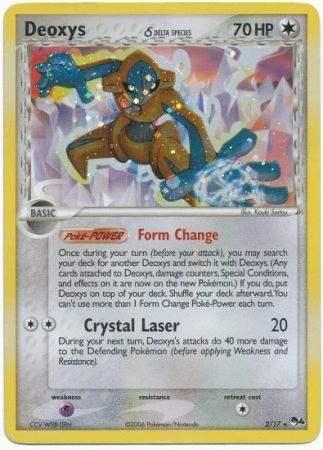 Deoxys δ DELTA SPECIES 70 HP
BASIC
Illus. Kouki Saitou
Poké-POWER Form Change
Once during your turn (before your attack), you may search
your deck for another Deoxys and switch it with Deoxys. (Any
cards attached to Deoxys, damage counters, Special Conditions,
and effects on it are now on the new Pokémon.) If you do, put
Deoxys on top of your deck. Shuffle your deck afterward. You
can't use more than 1 Form Change Poké-Power each turn.
Crystal Laser 20
During your next turn, Deoxys's attacks do 40 more damage
to the Defending Pokémon (before applying Weakness and
Resistance).
weakness resistance retreat cost
CCV W98 0FN ©2006 Pokémon/Nintendo 2/17 ★ 4